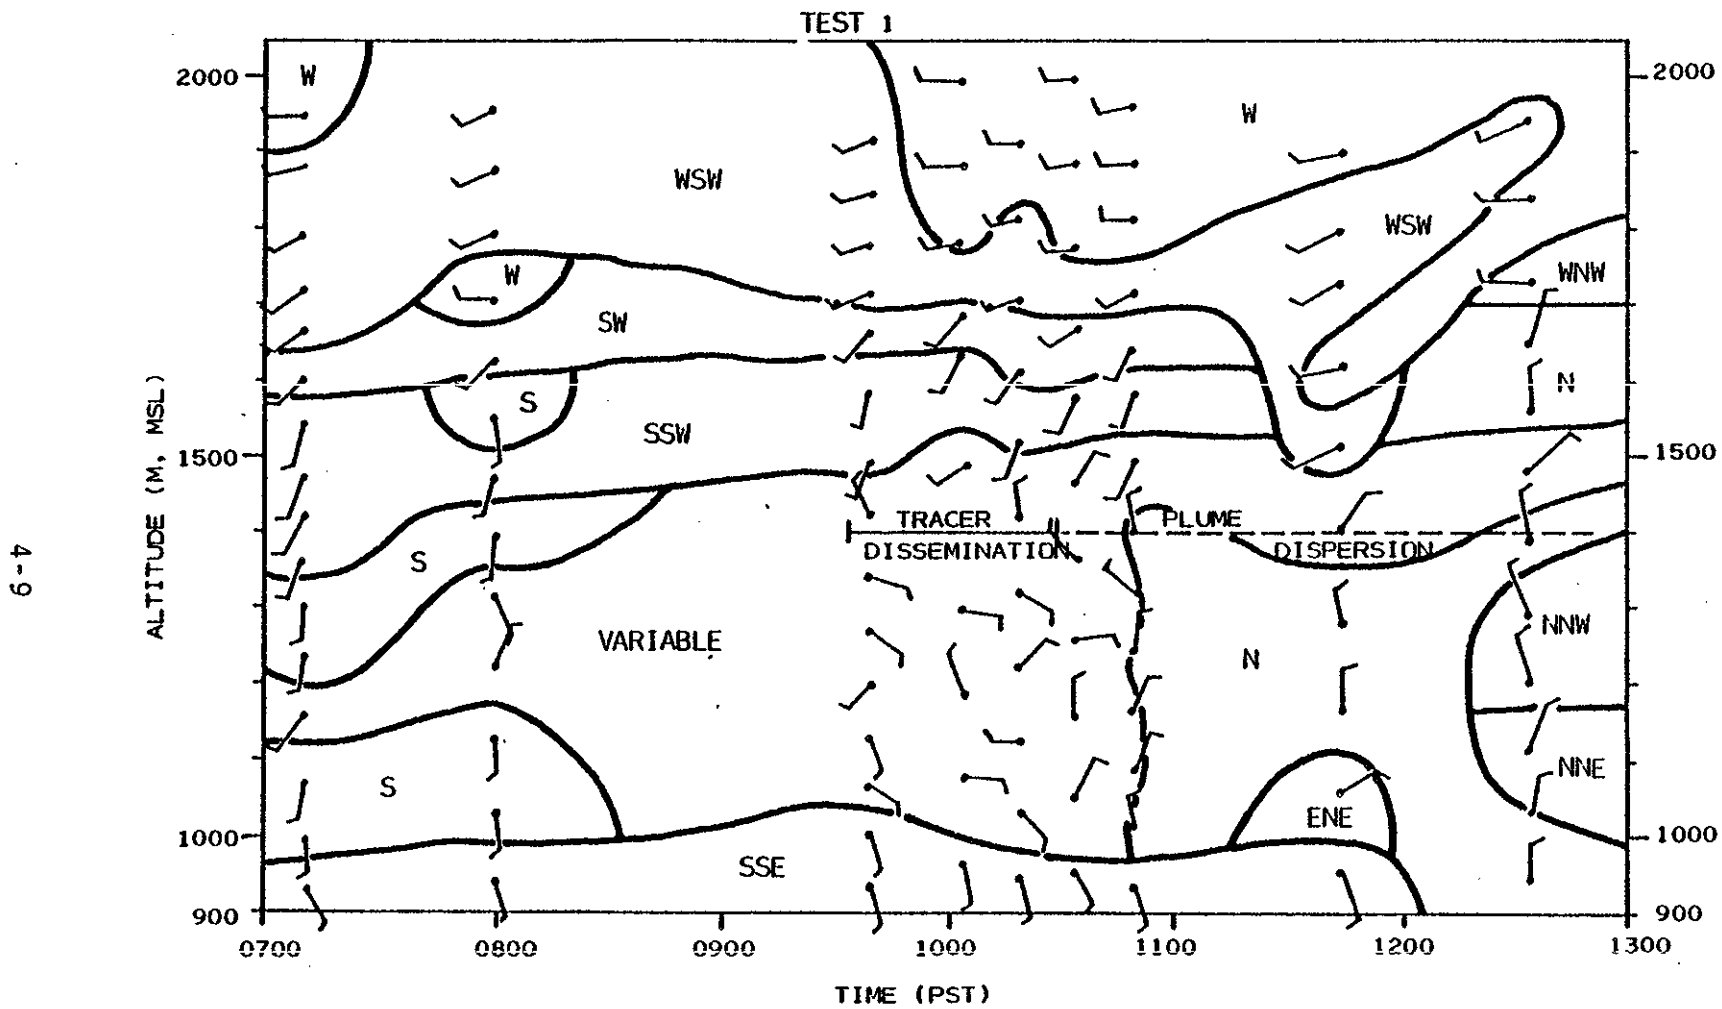 TEST 1
2000
W
W
2000
WSW
WSW
W
WNW
SW
N
S
SSW
1500
1500
TRACER
PLUME
DISSEMINATION
DISPERSION
S
VARIABLE
N
NNW
S
NNE
ENE
1000
1000
SSE
900
900
0700
0800
0900
1000
1100
1200
1300
TIME (PST)
ALTITUDE (M, MSL)
4-9